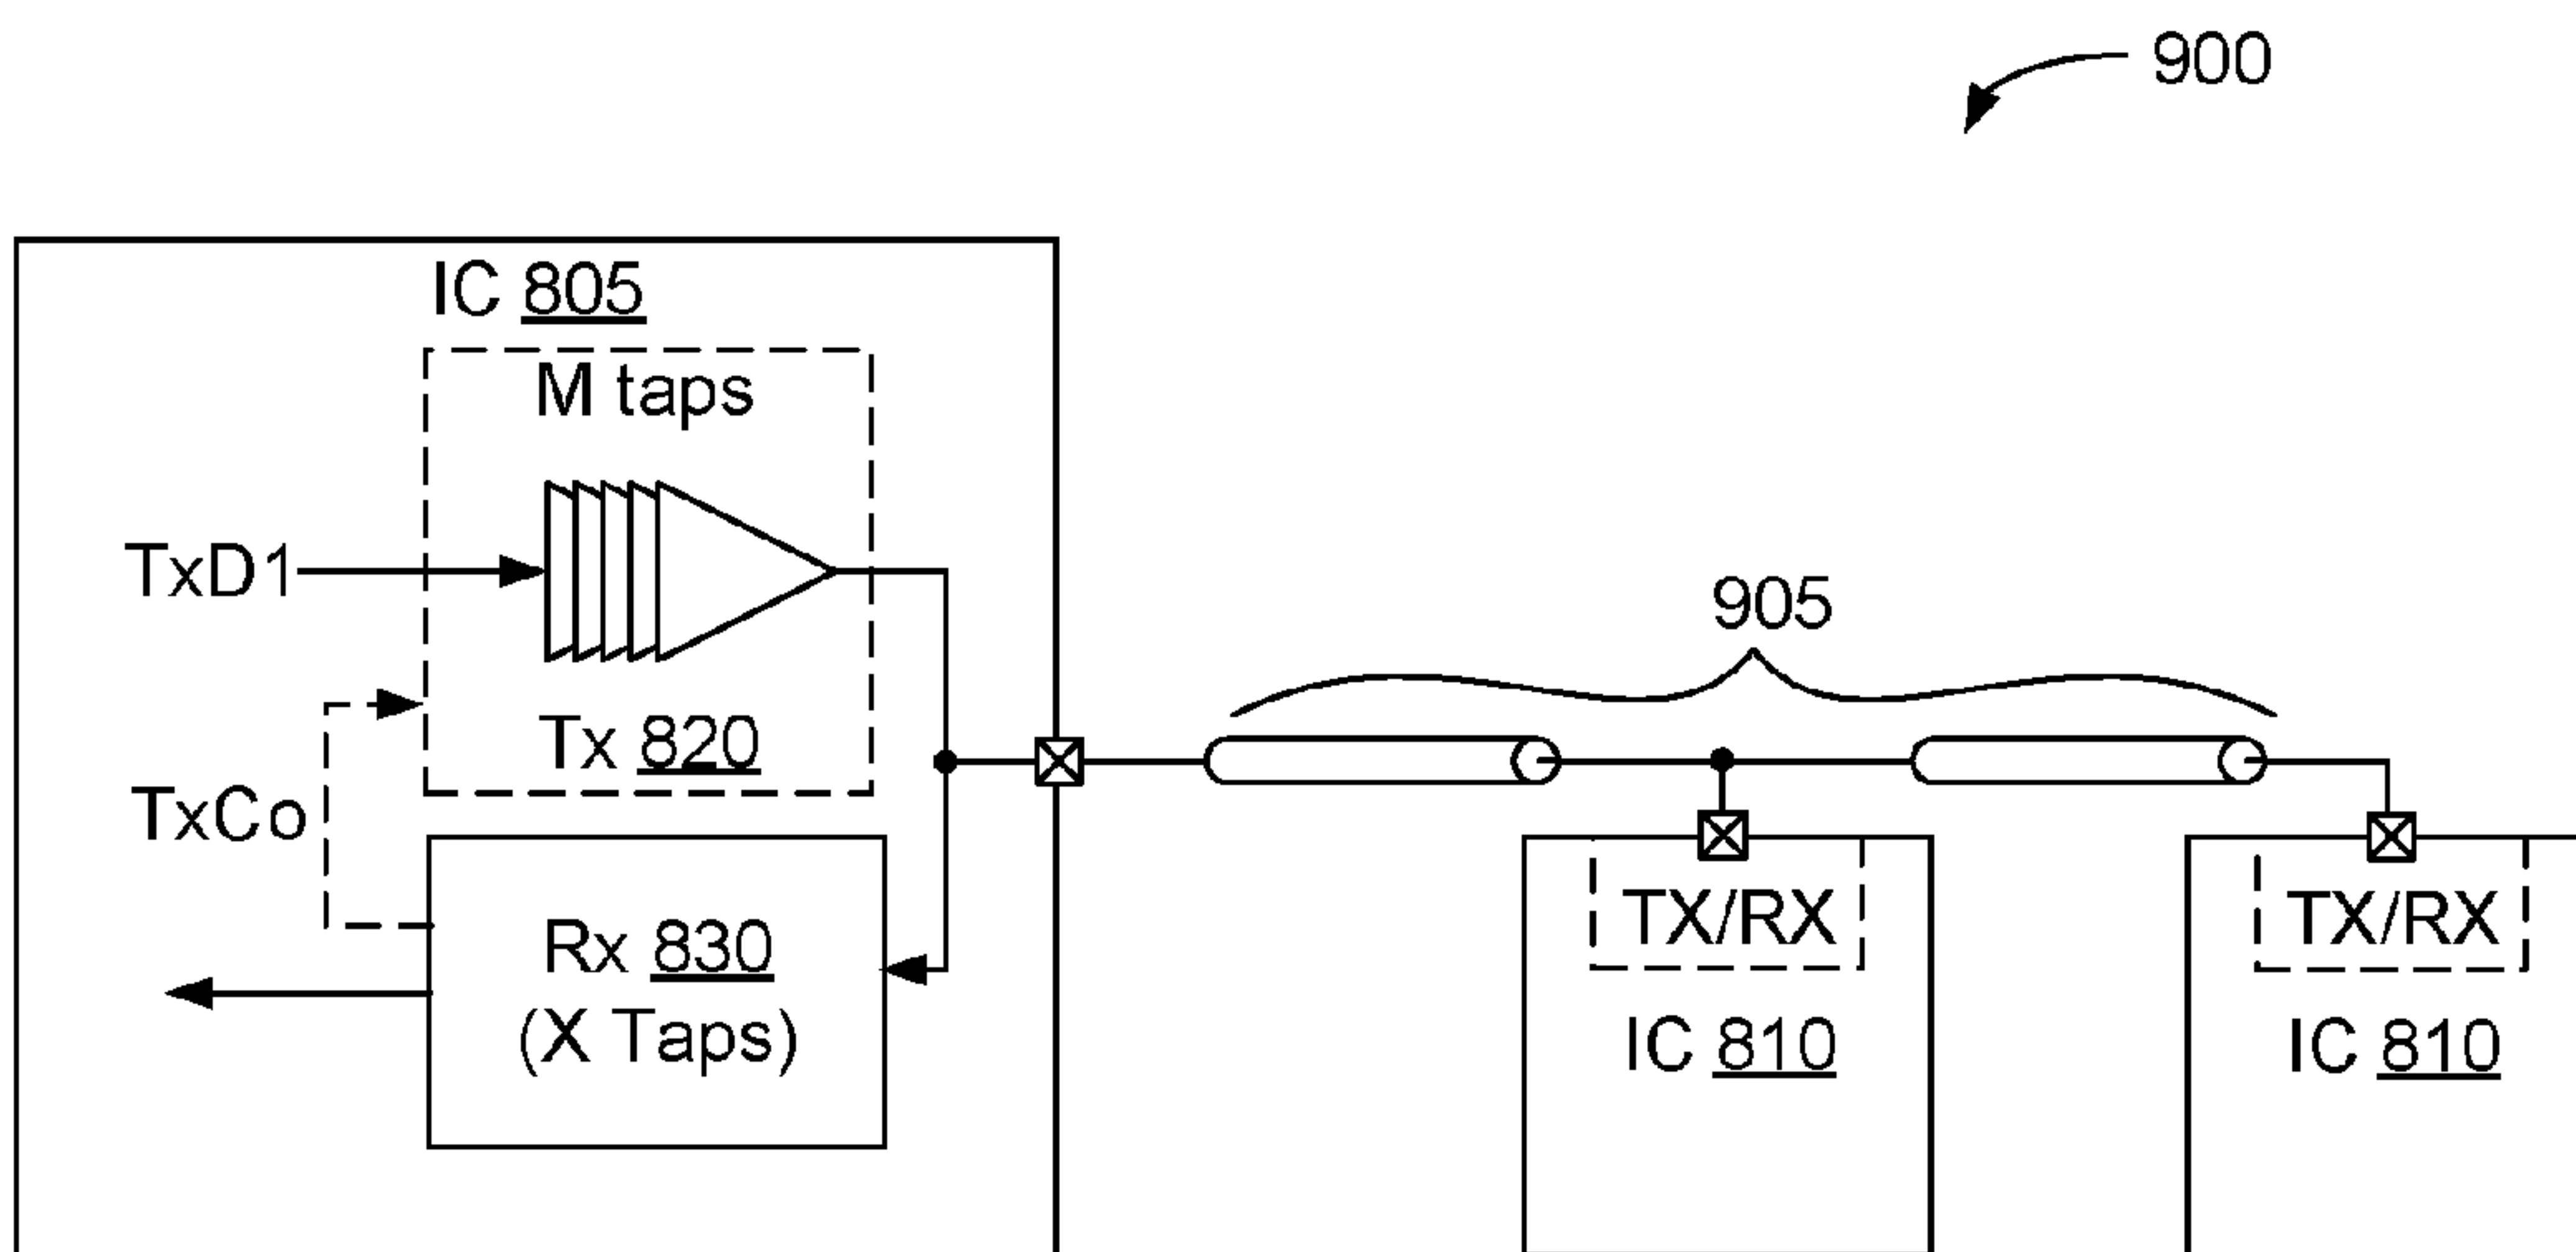 900
IC 805
M taps
TxD1
905
Tx 820
TxCo
Rx 830
(X Taps)
TX/RX
IC 810
TX/RX
IC 810